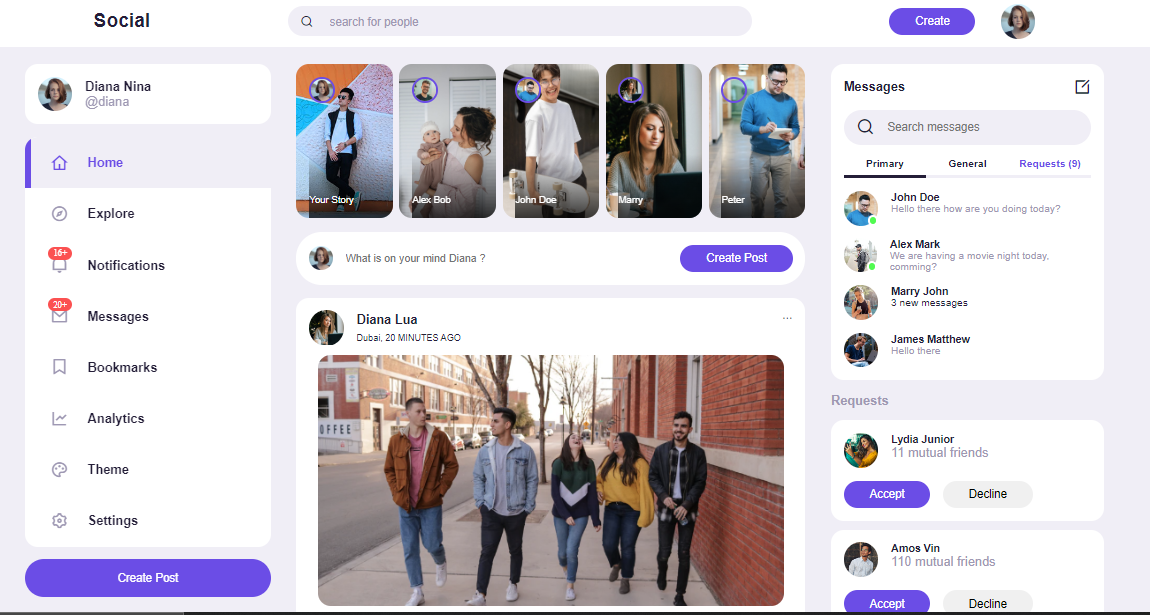 Social
search for people
Create
Diana Nina
@diana
Home
Explore
16+
Notifications
20+
Messages
Bookmarks
Analytics
Theme
Settings
Create Post
Your Story
Alex Bob
John Doe
Marry
Peter
What is on your mind Diana ?
Create Post
Diana Lua
...
Dubai, 20 MINUTES AGO
OFFEE
Messages
Search messages
Primary
General
Requests (9)
John Doe
Hello there how are you doing today?
Alex Mark
We are having a movie night today,
comming?
Marry John
3 new messages
James Matthew
Hello there
Requests
Lydia Junior
11 mutual friends
Accept
Decline
Amos Vin
110 mutual friends
Accept
Decline